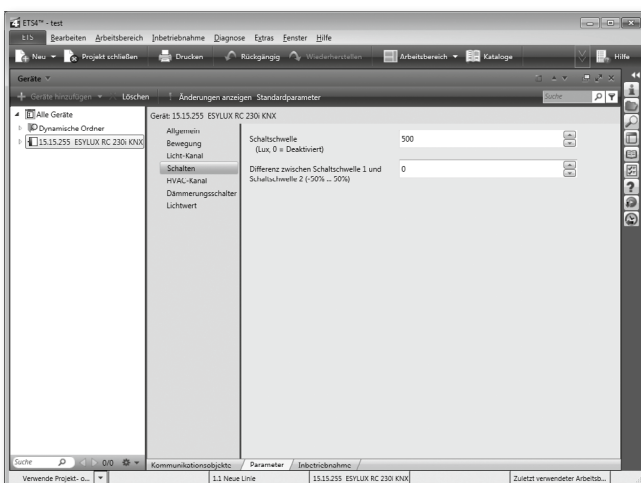 ETS4™ - test
ETS Bearbeiten Arbeitsbereich Inbetriebnahme Diagnose Extras Fenster Hilfe
Neu Projekt schließen Drucken Rückgängig Wiederherstellen Arbeitsbereich Kataloge Hilfe
Geräte
Geräte hinzufügen Löschen Änderungen anzeigen Standardparameter Suche
Alle Geräte
Dynamische Ordner
15.15.255 ESYLUX RC 230i KNX
Gerät: 15.15.255 ESYLUX RC 230i KNX
Allgemein
Bewegung
Licht-Kanal
Schalten
HVAC-Kanal
Dämmerungsschalter
Lichtwert
Schaltschwelle 500
(Lux, 0 = Deaktiviert)
Differenz zwischen Schaltschwelle 1 und 0
Schaltschwelle 2 (-50% ... 50%)
Suche 0/0
Kommunikationsobjekte Parameter Inbetriebnahme
Verwende Projekt- o... 1.1 Neue Linie 15.15.255 ESYLUX RC 230i KNX Zuletzt verwendeter Arbeitsb...